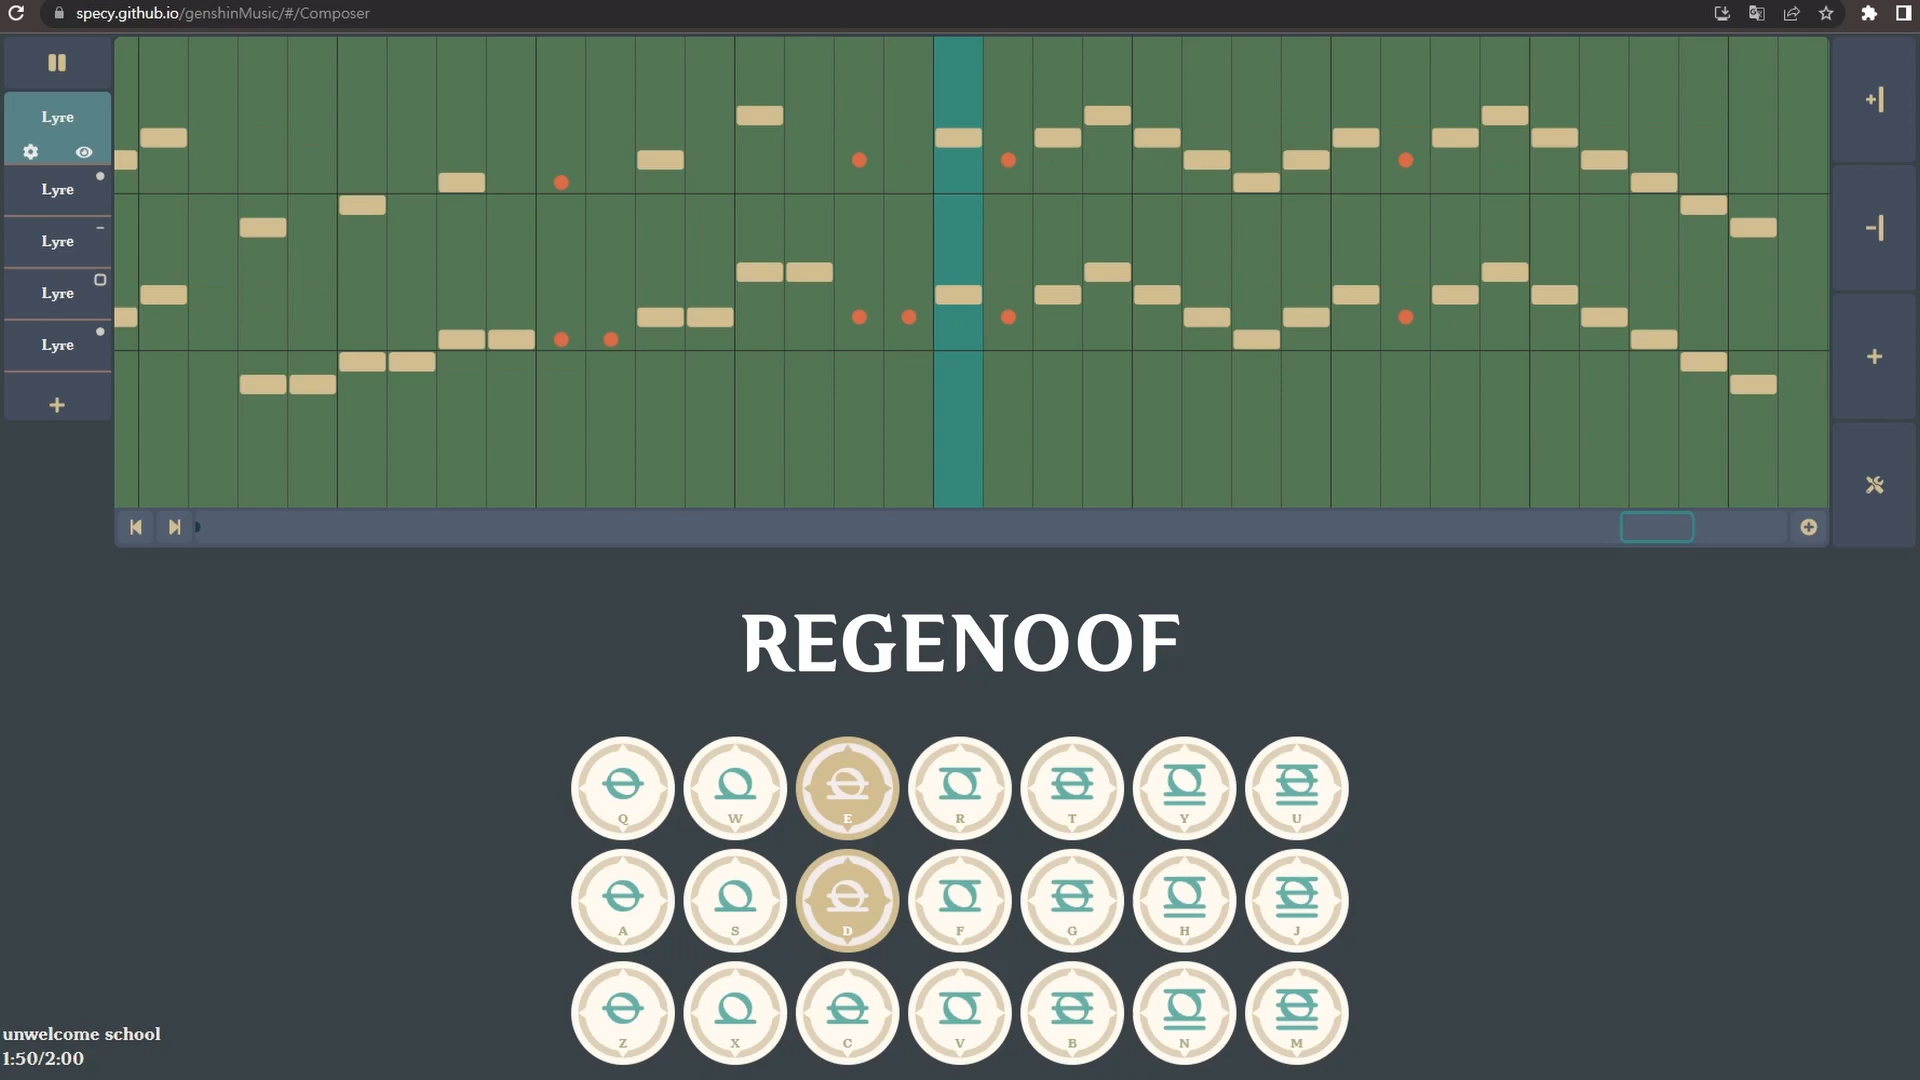 specy.github.io/genshinMusic/#/Composer
Lyre
Lyre
Lyre
Lyre
Lyre
REGENOOF
Q W E R T Y U
A S D F G H J
Z X C V B N M
unwelcome school
1:50/2:00